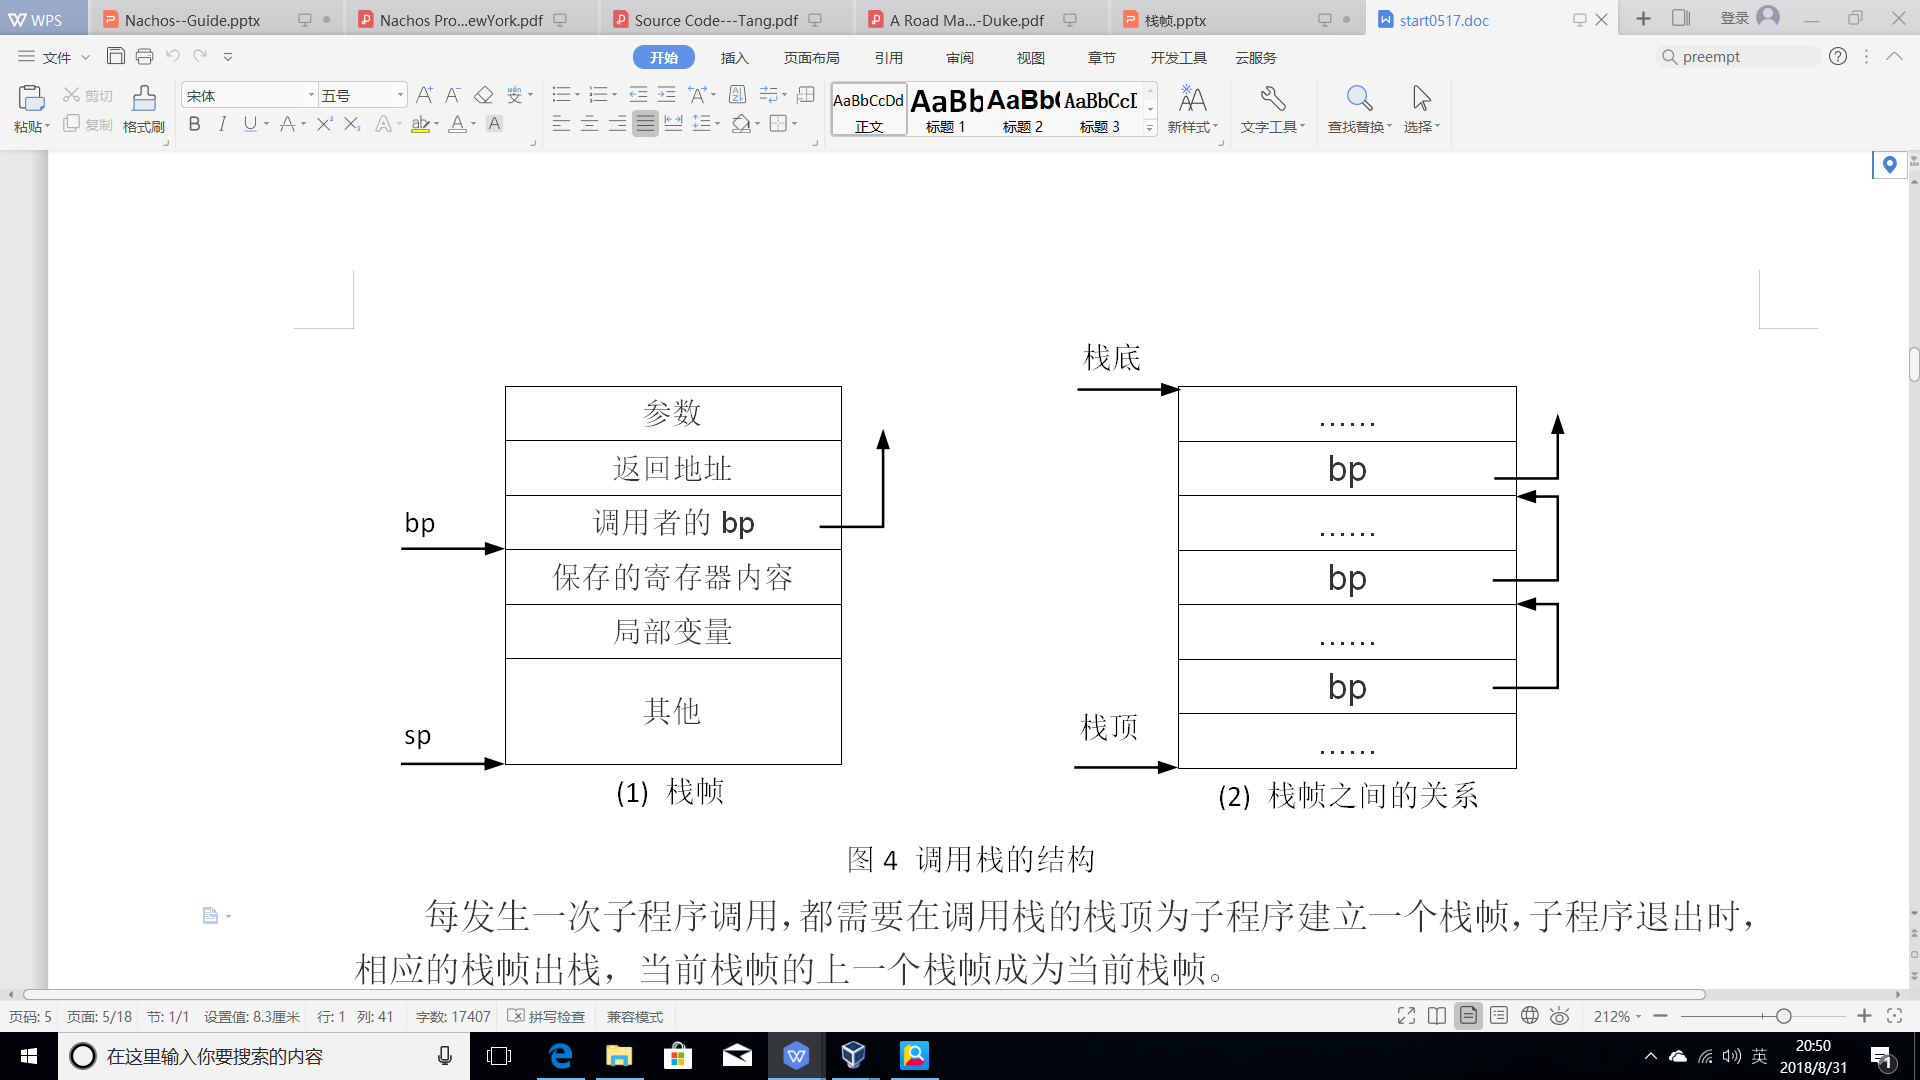 WPS
Nachos--Guide.pptx
Nachos Pro...ewYork.pdf
Source Code---Tang.pdf
A Road Ma...-Duke.pdf
栈帧.pptx
start0517.doc
登录
文件
开始
插入
页面布局
引用
审阅
视图
章节
开发工具
云服务
preempt
粘贴
剪切
复制
格式刷
宋体
五号
AaBbCcDd
正文
AaBb
标题 1
AaBb(
标题 2
AaBbCcI
标题 3
新样式
文字工具
查找替换
选择
参数
返回地址
调用者的 bp
保存的寄存器内容
局部变量
其他
bp
sp
(1) 栈帧
栈底
......
bp
......
bp
......
bp
......
栈顶
(2) 栈帧之间的关系
图 4 调用栈的结构
每发生一次子程序调用,都需要在调用栈的栈顶为子程序建立一个栈帧,子程序退出时,
相应的栈帧出栈，当前栈帧的上一个栈帧成为当前栈帧。
页码: 5
页面: 5/18
节: 1/1
设置值: 8.3厘米
行: 1
列: 41
字数: 17407
拼写检查
兼容模式
212%
在这里输入你要搜索的内容
英
20:50
2018/8/31
1